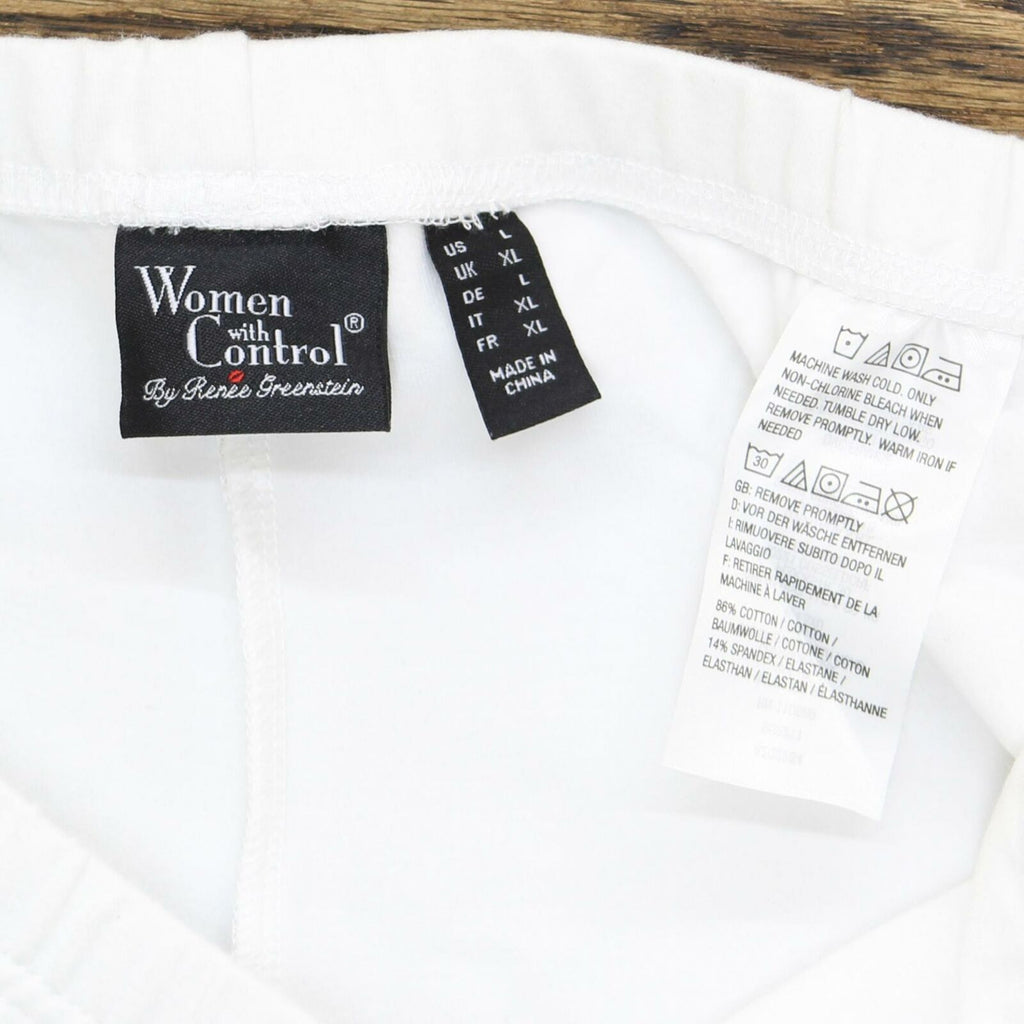 Women
with
Control®
By Renée Greenstein
US L
UK XL
DE L
IT XL
FR XL
MADE IN
CHINA
MACHINE WASH COLD. ONLY
NON-CHLORINE BLEACH WHEN
NEEDED. TUMBLE DRY LOW.
REMOVE PROMPTLY. WARM IRON IF
NEEDED
30
GB: REMOVE PROMPTLY
D: VOR DER WÄSCHE ENTFERNEN
I: RIMUOVERE SUBITO DOPO IL
LAVAGGIO
F: RETIRER RAPIDEMENT DE LA
MACHINE À LAVER
86% COTTON / COTTON /
BAUMWOLLE / COTONE / COTON
14% SPANDEX / ELASTANE /
ELASTHAN / ELASTAN / ÉLASTHANNE